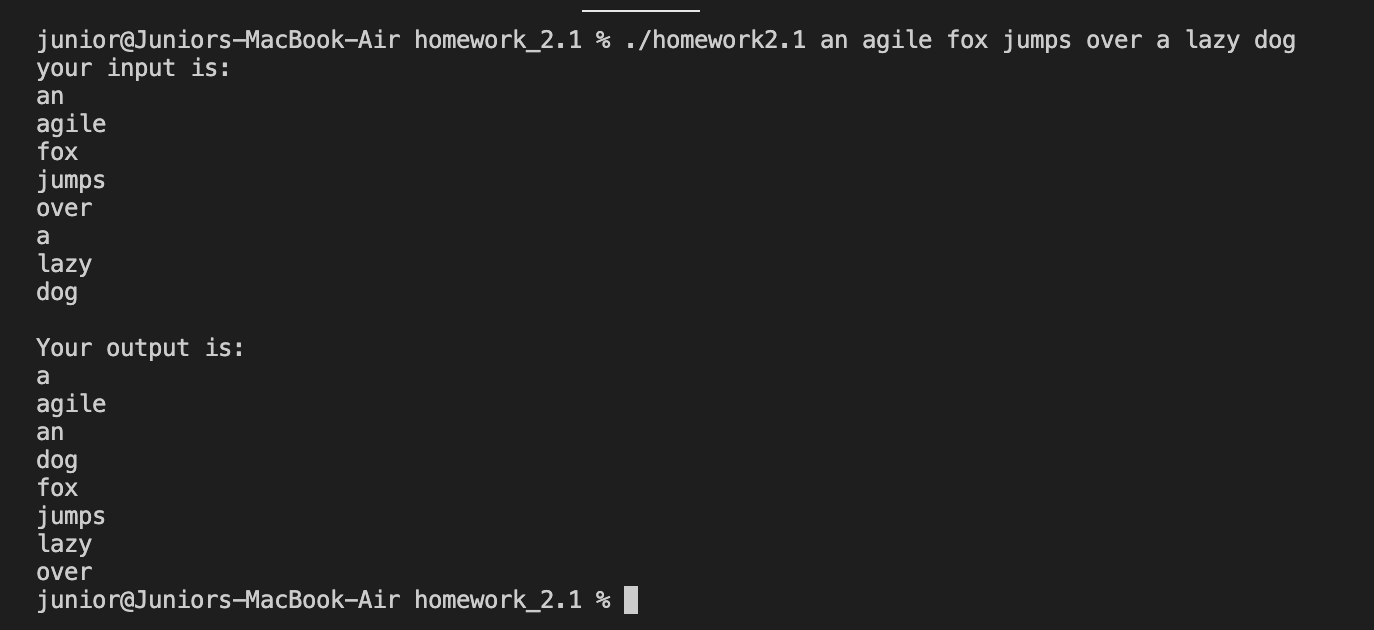 junior@Juniors-MacBook-Air homework_2.1 % ./homework2.1 an agile fox jumps over a lazy dog
your input is:
an
agile
fox
jumps
over
a
lazy
dog

Your output is:
a
agile
an
dog
fox
jumps
lazy
over
junior@Juniors-MacBook-Air homework_2.1 %